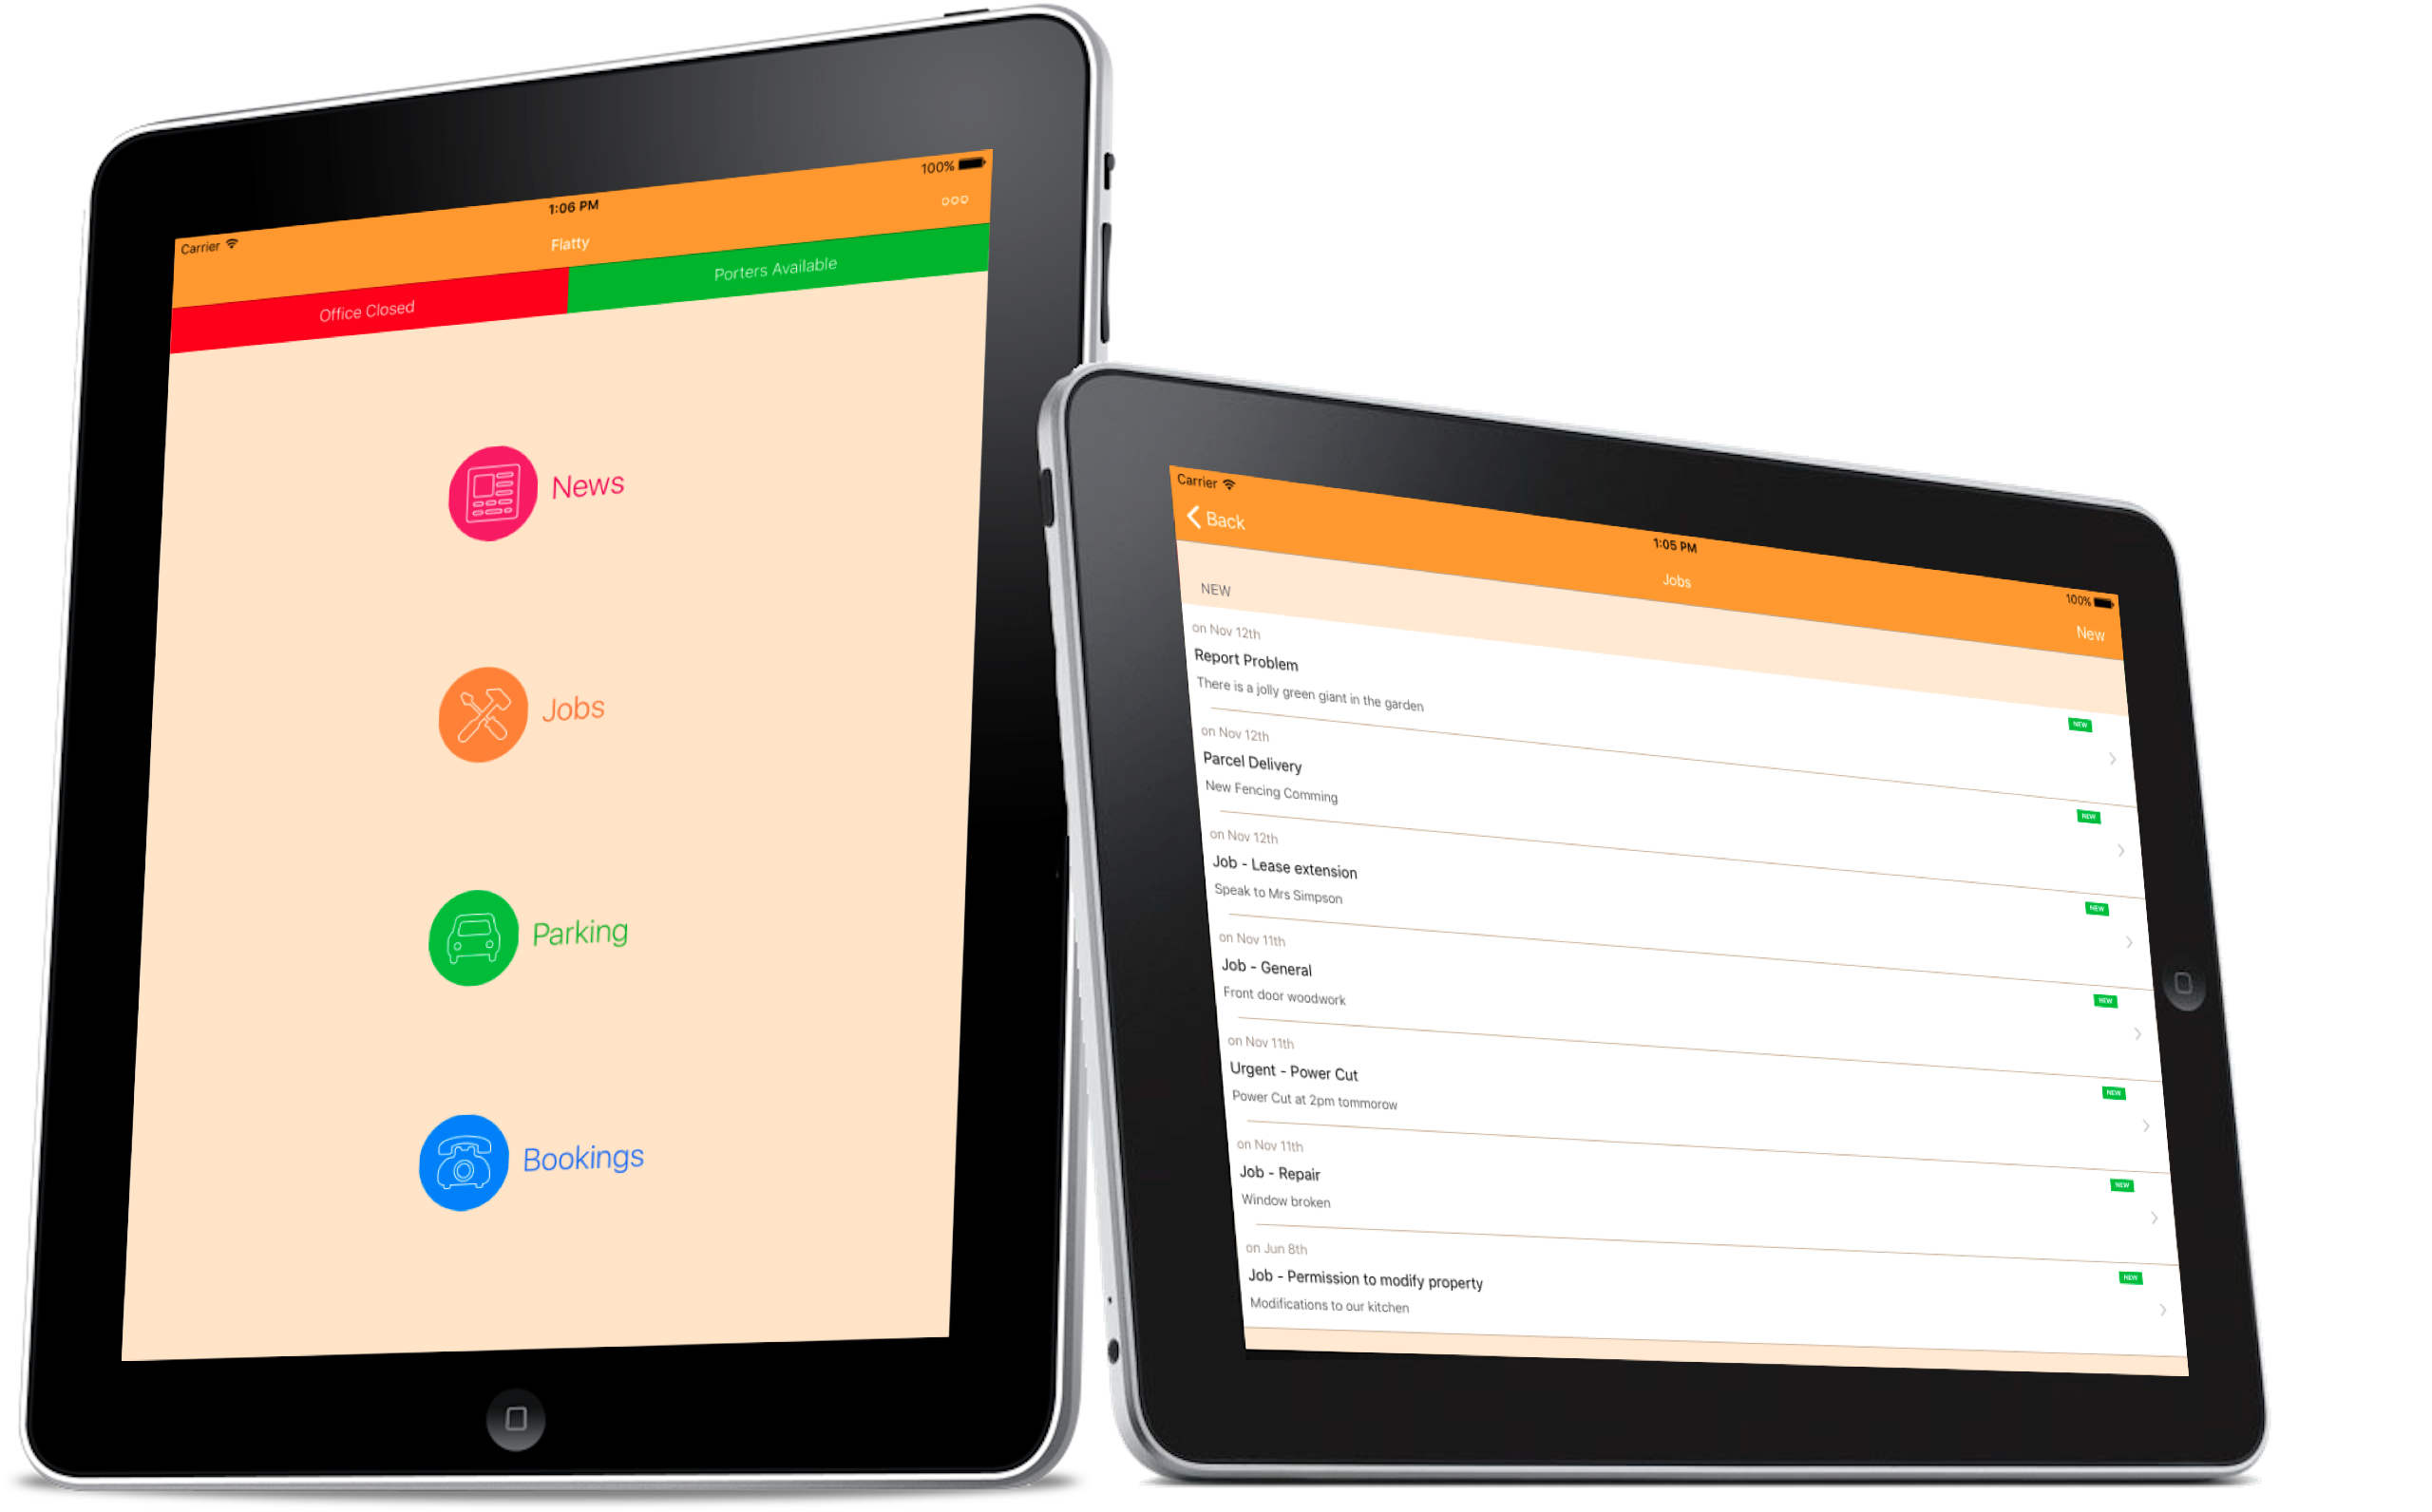 100%
1:06 PM
Carrier
Flatty
Office Closed
Porters Available
News
Jobs
Parking
Bookings
Carrier
1:05 PM
100%
Back
Jobs
New
NEW
on Nov 12th
Report Problem
There is a jolly green giant in the garden
NEW
on Nov 12th
Parcel Delivery
New Fencing Comming
NEW
on Nov 12th
Job - Lease extension
Speak to Mrs Simpson
NEW
on Nov 11th
Job - General
Front door woodwork
NEW
on Nov 11th
Urgent - Power Cut
Power Cut at 2pm tommorow
NEW
on Nov 11th
Job - Repair
Window broken
NEW
on Jun 8th
Job - Permission to modify property
Modifications to our kitchen
NEW